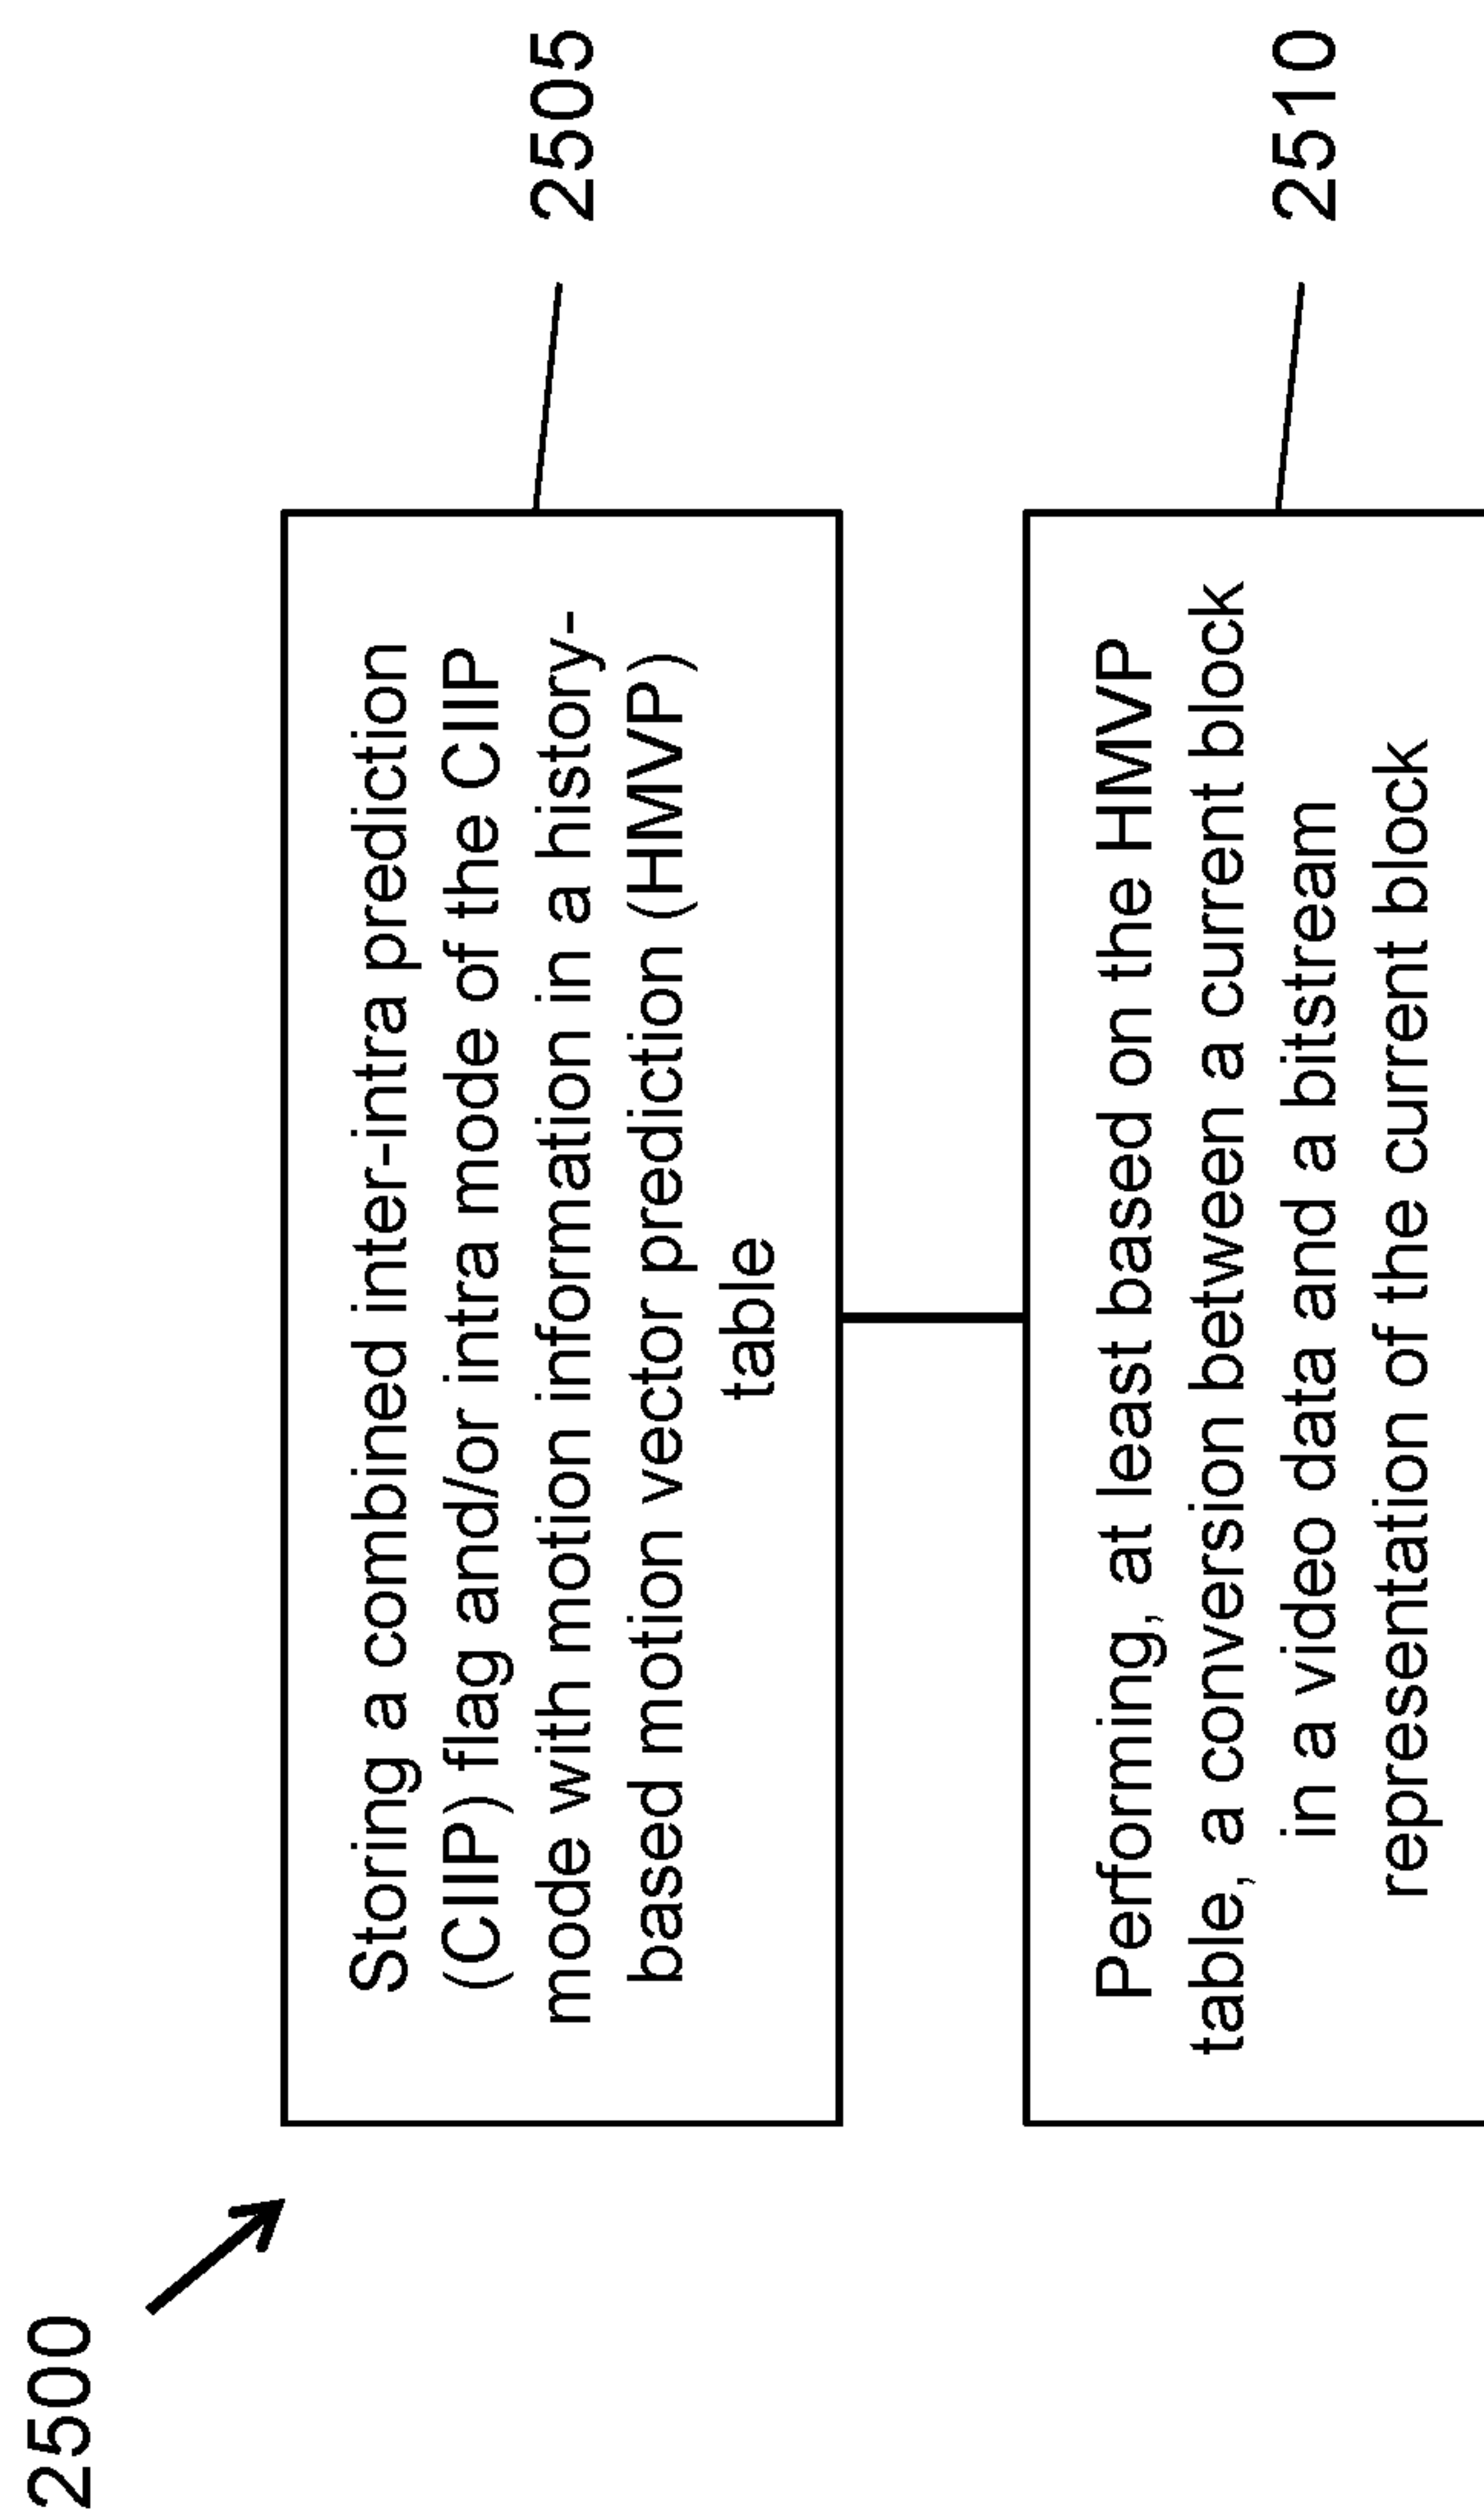 2500
Storing a combined inter-intra prediction
(CIIP) flag and/or intra mode of the CIIP
mode with motion information in a history-
based motion vector prediction (HMVP)
table
2505
Performing, at least based on the HMVP
table, a conversion between a current block
in a video data and a bitstream
representation of the current block
2510